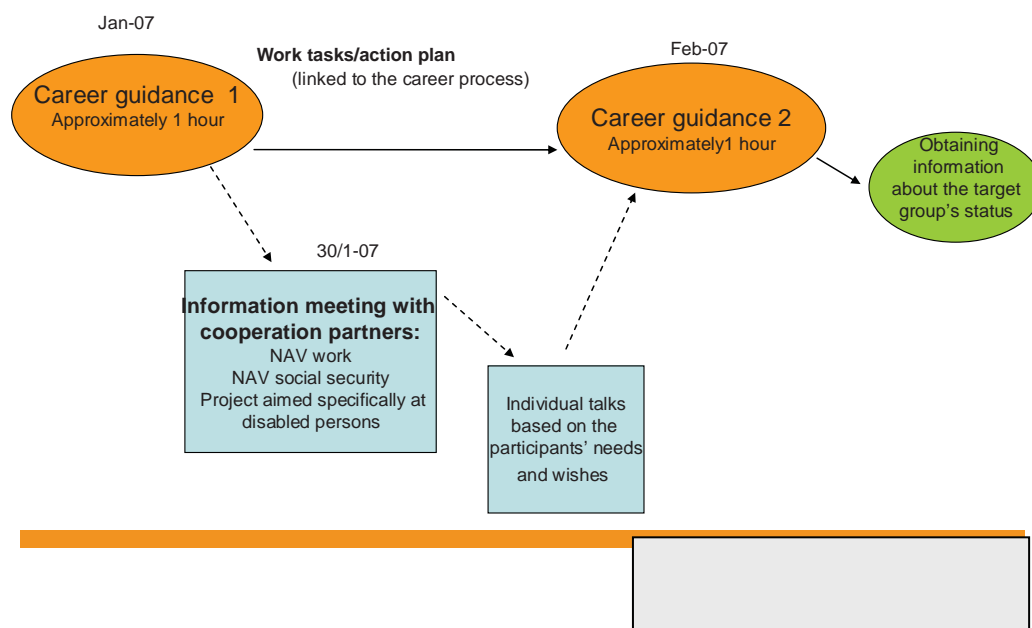 Jan-07
Career guidance 1
Approximately 1 hour
Work tasks/action plan
(linked to the career process)
Feb-07
Career guidance 2
Approximately1 hour
Obtaining
information
about the target
group's status
30/1-07
Information meeting with
cooperation partners:
NAV work
NAV social security
Project aimed specifically at
disabled persons
Individual talks
based on the
participants' needs
and wishes